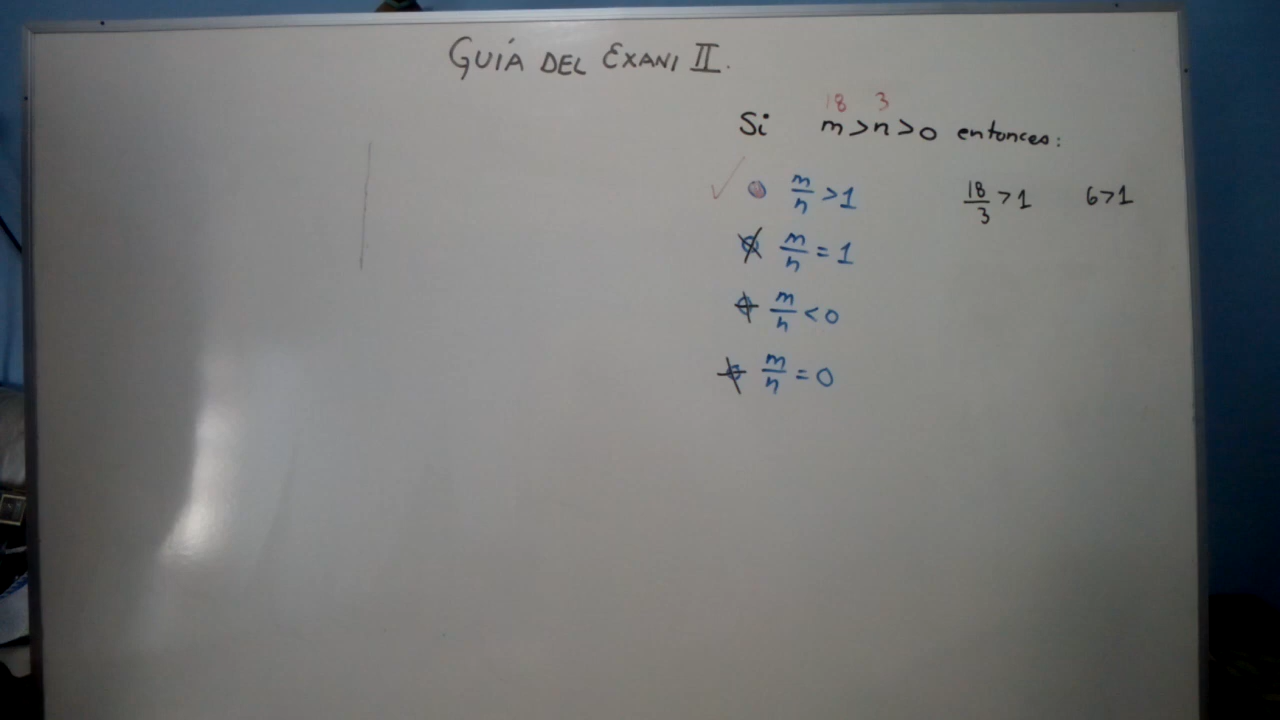 GUÍA DEL EXANI II.
18 3
Si m>n>0 entonces:
m/n >1 18/3 >1 6>1
m/n = 1
m/n < 0
m/n = 0